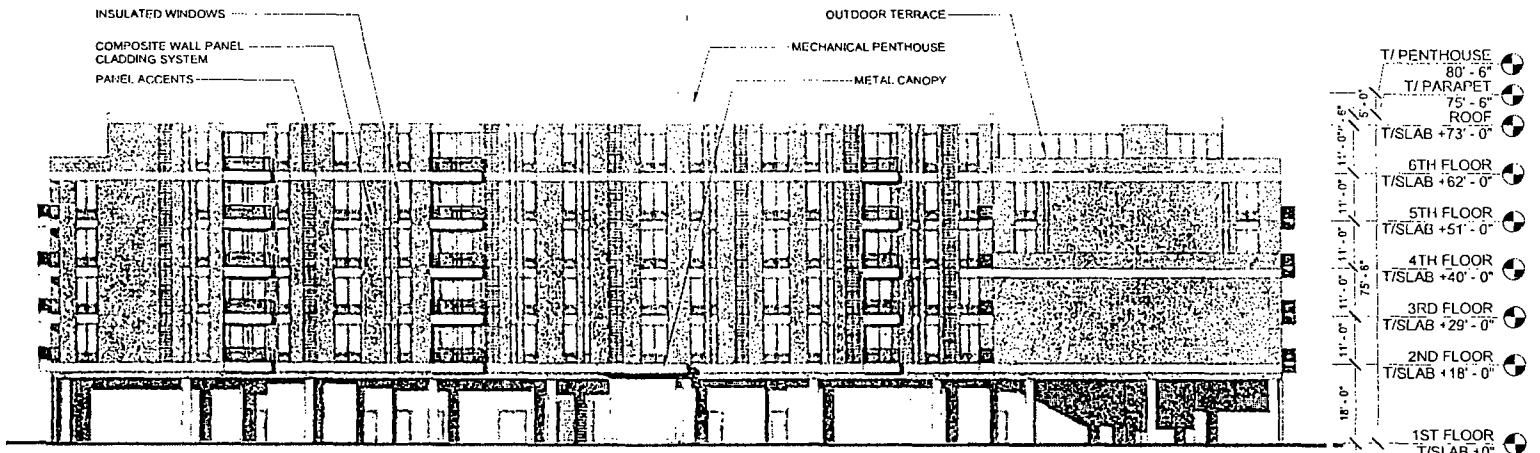 INSULATED WINDOWS
COMPOSITE WALL PANEL
CLADDING SYSTEM
PANEL ACCENTS
OUTDOOR TERRACE
MECHANICAL PENTHOUSE
METAL CANOPY
T/ PENTHOUSE
80' - 6"
T/ PARAPET
75' - 6"
ROOF
T/SLAB +73' - 0"
6TH FLOOR
T/SLAB +62' - 0"
5TH FLOOR
T/SLAB +51' - 0"
4TH FLOOR
T/SLAB +40' - 0"
3RD FLOOR
T/SLAB +29' - 0"
2ND FLOOR
T/SLAB +18' - 0"
1ST FLOOR
T/SLAB +0"
5' - 0"
11' - 0"
11' - 0"
11' - 0"
11' - 0"
11' - 0"
18' - 0"
75' - 6"